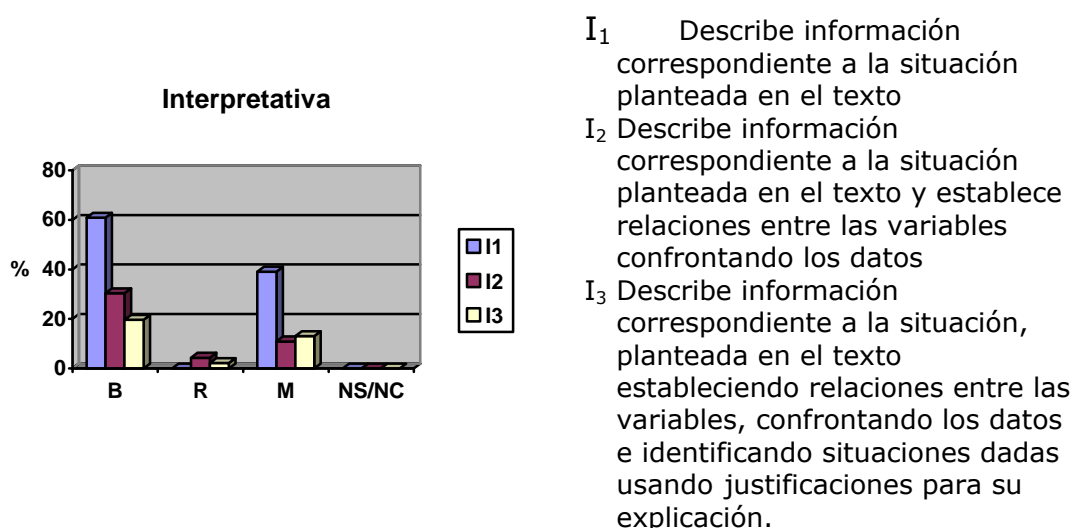 Interpretativa
80
60
% 40
20
0
B R M NS/NC
I1
I2
I3
I₁ Describe información
correspondiente a la situación
planteada en el texto
I₂ Describe información
correspondiente a la situación
planteada en el texto y establece
relaciones entre las variables
confrontando los datos
I₃ Describe información
correspondiente a la situación,
planteada en el texto
estableciendo relaciones entre las
variables, confrontando los datos
e identificando situaciones dadas
usando justificaciones para su
explicación.